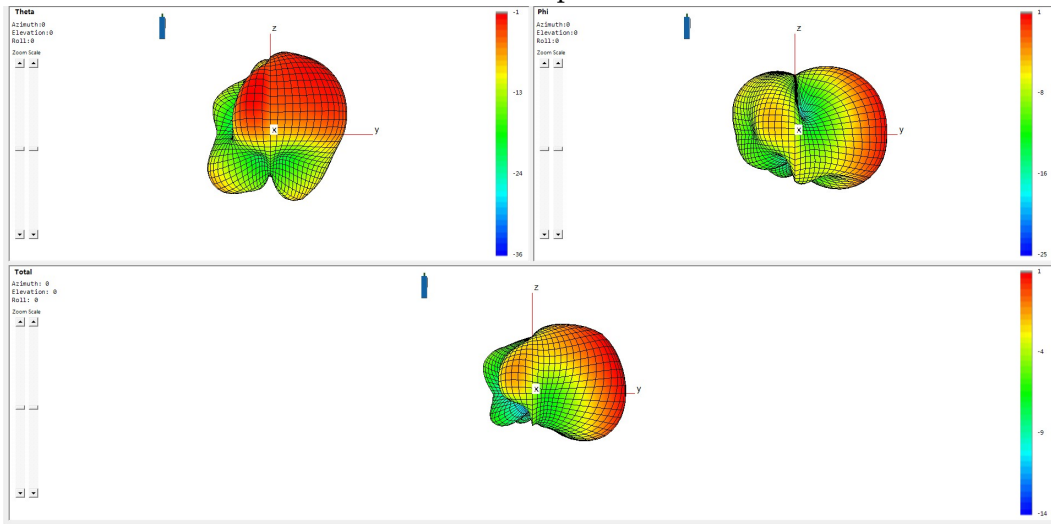 Theta
Azimuth:0
Elevation:0
Roll:0
Zoom Scale
z
y
x
-1
-13
-24
-36
Phi
Azimuth:0
Elevation:0
Roll:0
Zoom Scale
z
y
x
1
-8
-16
-25
Total
Azimuth: 0
Elevation: 0
Roll: 0
Zoom Scale
z
y
x
1
-4
-9
-14